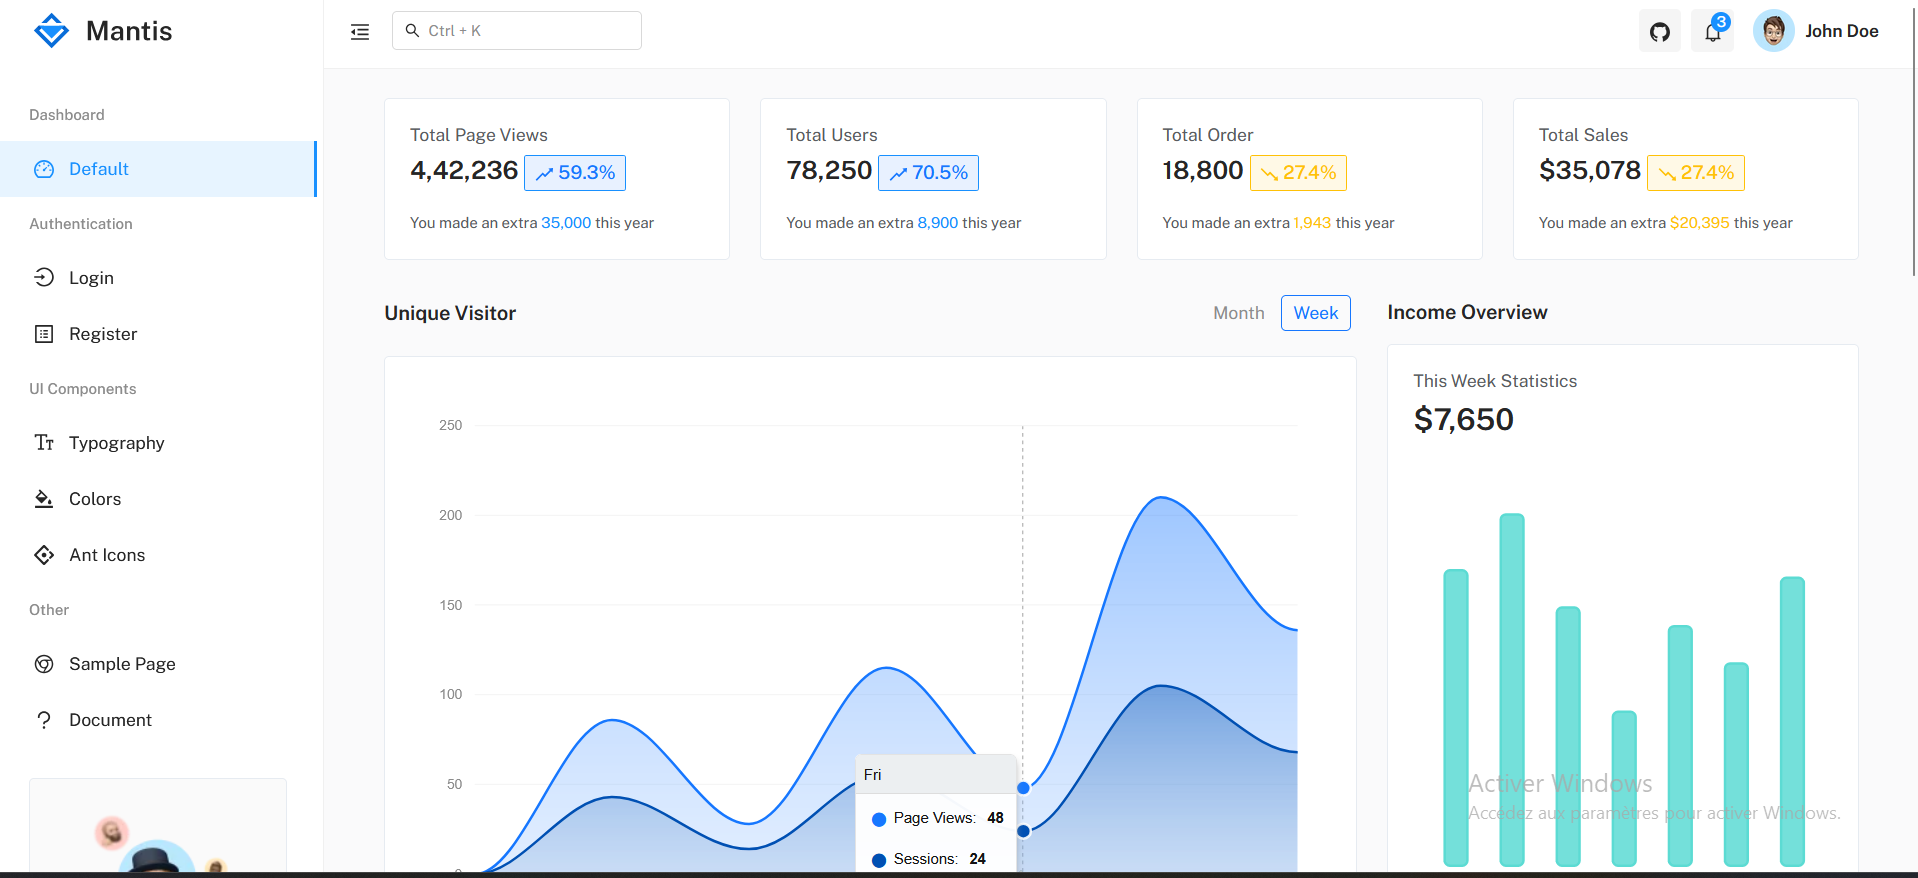 Mantis
Ctrl + K
3
John Doe
Dashboard
Default
Authentication
Login
Register
UI Components
Typography
Colors
Ant Icons
Other
Sample Page
Document
Total Page Views
4,42,236 59.3%
You made an extra 35,000 this year
Total Users
78,250 70.5%
You made an extra 8,900 this year
Total Order
18,800 27.4%
You made an extra 1,943 this year
Total Sales
$35,078 27.4%
You made an extra $20,395 this year
Unique Visitor
Month Week
250
200
150
100
50
0
Fri
Page Views: 48
Sessions: 24
Income Overview
This Week Statistics
$7,650
Activer Windows
Accédez aux paramètres pour activer Windows.